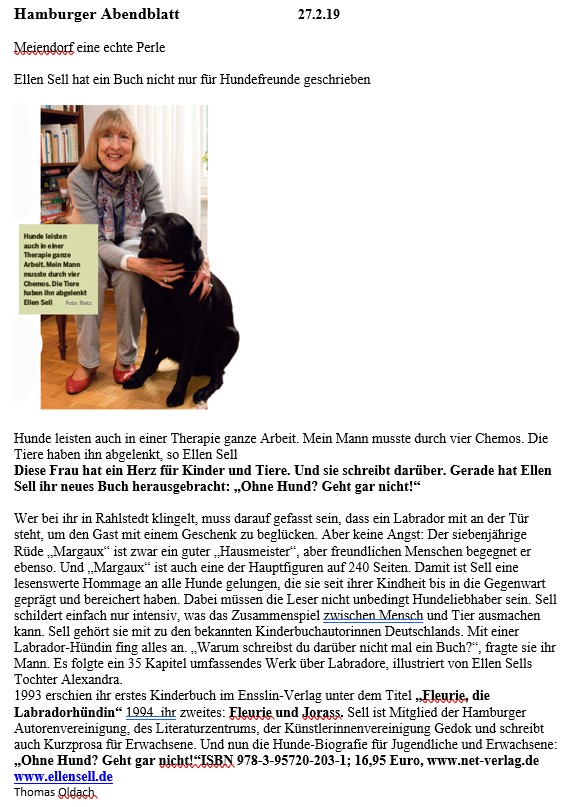 Hamburger Abendblatt 27.2.19
Meiendorf eine echte Perle
Ellen Sell hat ein Buch nicht nur für Hundefreunde geschrieben
Hunde leisten
auch in einer
Therapie ganze
Arbeit. Mein Mann
musste durch vier
Chemos. Die Tiere
haben ihn abgelenkt
Ellen Sell Foto: Betz
Hunde leisten auch in einer Therapie ganze Arbeit. Mein Mann musste durch vier Chemos. Die
Tiere haben ihn abgelenkt, so Ellen Sell
Diese Frau hat ein Herz für Kinder und Tiere. Und sie schreibt darüber. Gerade hat Ellen
Sell ihr neues Buch herausgebracht: „Ohne Hund? Geht gar nicht!“
Wer bei ihr in Rahlstedt klingelt, muss darauf gefasst sein, dass ein Labrador mit an der Tür
steht, um den Gast mit einem Geschenk zu beglücken. Aber keine Angst: Der siebenjährige
Rüde „Margaux“ ist zwar ein guter „Hausmeister“, aber freundlichen Menschen begegnet er
ebenso. Und „Margaux“ ist auch eine der Hauptfiguren auf 240 Seiten. Damit ist Sell eine
lesenswerte Hommage an alle Hunde gelungen, die sie seit ihrer Kindheit bis in die Gegenwart
geprägt und bereichert haben. Dabei müssen die Leser nicht unbedingt Hundeliebhaber sein. Sell
schildert einfach nur intensiv, was das Zusammenspiel zwischen Mensch und Tier ausmachen
kann. Sell gehört sie mit zu den bekannten Kinderbuchautorinnen Deutschlands. Mit einer
Labrador-Hündin fing alles an. „Warum schreibst du darüber nicht mal ein Buch?“, fragte sie ihr
Mann. Es folgte ein 35 Kapitel umfassendes Werk über Labradore, illustriert von Ellen Sells
Tochter Alexandra.
1993 erschien ihr erstes Kinderbuch im Ensslin-Verlag unter dem Titel „Fleurie, die
Labradorhündin“ 1994 ihr zweites: Fleurie und Jorass. Sell ist Mitglied der Hamburger
Autorenvereinigung, des Literaturzentrums, der Künstlerinnenvereinigung Gedok und schreibt
auch Kurzprosa für Erwachsene. Und nun die Hunde-Biografie für Jugendliche und Erwachsene:
„Ohne Hund? Geht gar nicht!“ISBN 978-3-95720-203-1; 16,95 Euro, www.net-verlag.de
www.ellensell.de
Thomas Oldach